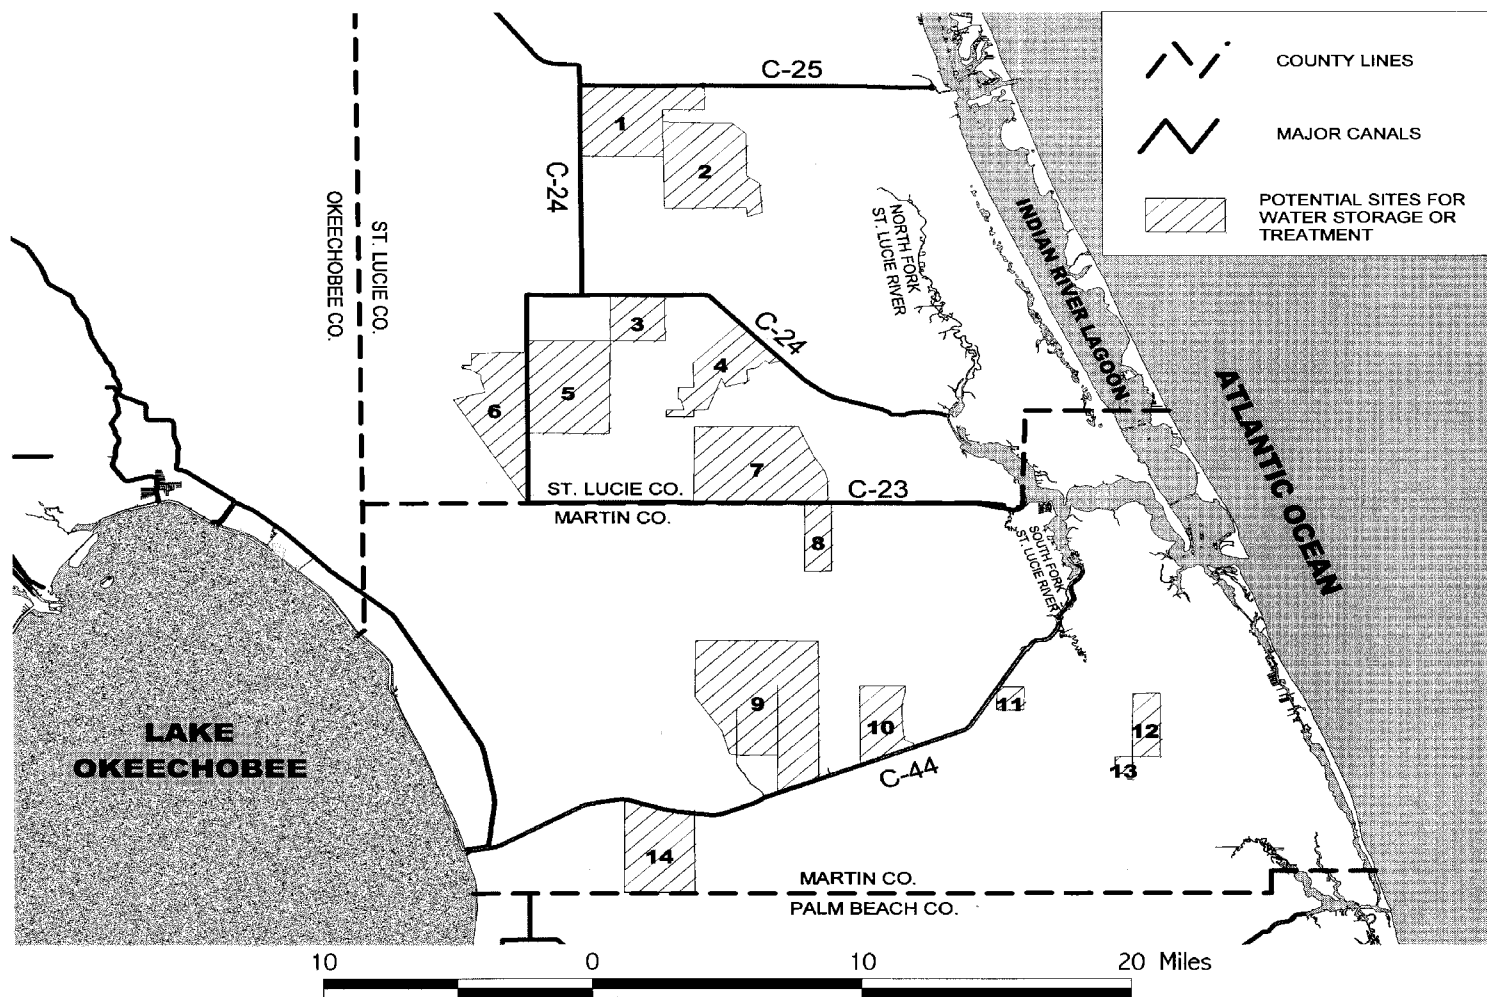 COUNTY LINES
MAJOR CANALS
POTENTIAL SITES FOR
WATER STORAGE OR
TREATMENT
C-25
1
2
C-24
NORTH FORK
ST. LUCIE RIVER
INDIAN RIVER LAGOON
ST. LUCIE CO.
OKEECHOBEE CO.
3
C-24
4
5
6
ATLANTIC OCEAN
7
ST. LUCIE CO.
C-23
MARTIN CO.
8
SOUTH FORK
ST. LUCIE RIVER
9
10
11
12
13
C-44
LAKE
OKEECHOBEE
14
MARTIN CO.
PALM BEACH CO.
10 0 10 20 Miles